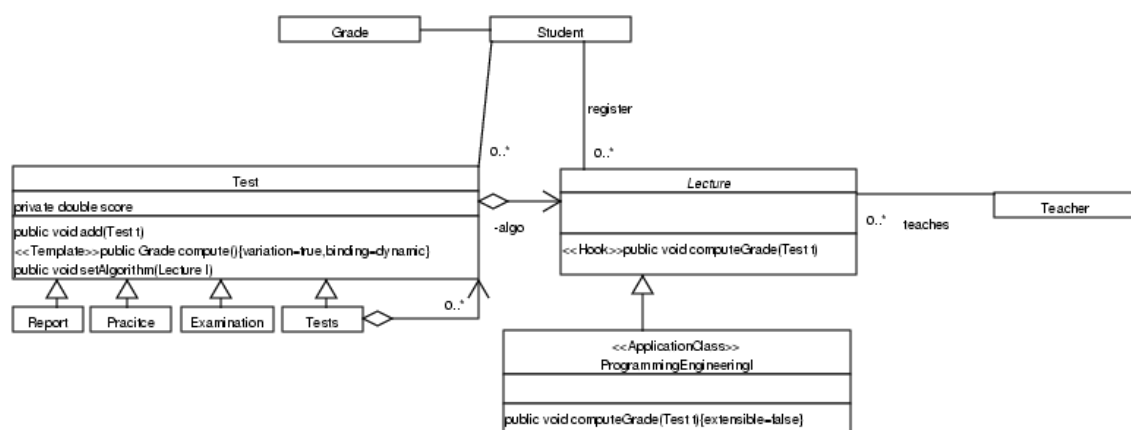 Grade
Student
register
0..*
0..*
Test
private double score
public void add(Test t)
<<Template>>public Grade compute(){variation=true,binding=dynamic}
public void setAlgorithm(Lecture l)
-algo
Lecture
<<Hook>>public void computeGrade(Test t)
0..*
teaches
Teacher
Report
Pracitce
Examination
Tests
0..*
<<ApplicationClass>>
ProgrammingEngineeringI
public void computeGrade(Test t){extensible=false}